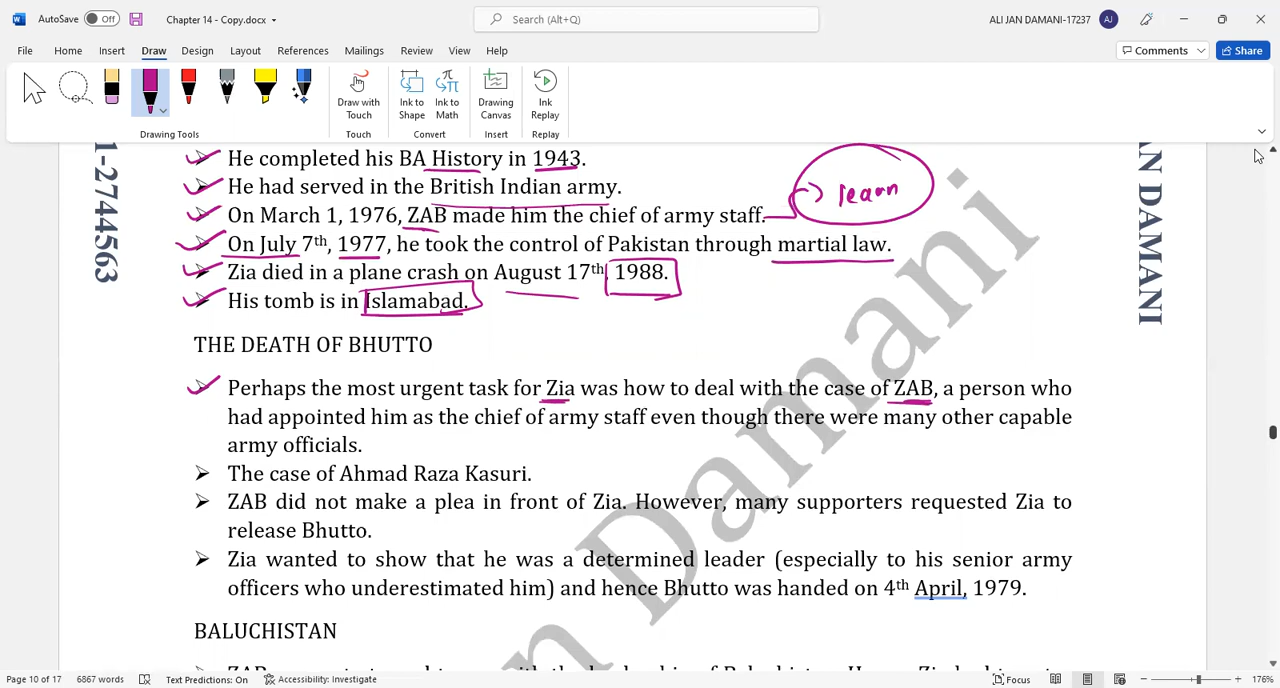 AutoSave Off Chapter 14 - Copy.docx Search (Alt+Q) ALI JAN DAMANI-17237 AJ
File Home Insert Draw Design Layout References Mailings Review View Help Comments Share
Draw with Touch
Ink to Shape
Ink to Math
Drawing Canvas
Ink Replay
Drawing Tools Touch Convert Insert Replay
1-2744563
AN DAMANI
Damani
He completed his BA History in 1943.
He had served in the British Indian army.
learn
On March 1, 1976, ZAB made him the chief of army staff.
On July 7th, 1977, he took the control of Pakistan through martial law.
Zia died in a plane crash on August 17th, 1988.
His tomb is in Islamabad.
THE DEATH OF BHUTTO
Perhaps the most urgent task for Zia was how to deal with the case of ZAB, a person who
had appointed him as the chief of army staff even though there were many other capable
army officials.
The case of Ahmad Raza Kasuri.
ZAB did not make a plea in front of Zia. However, many supporters requested Zia to
release Bhutto.
Zia wanted to show that he was a determined leader (especially to his senior army
officers who underestimated him) and hence Bhutto was handed on 4th April, 1979.
BALUCHISTAN
Page 10 of 17 6867 words Text Predictions: On Accessibility: Investigate Focus 176%